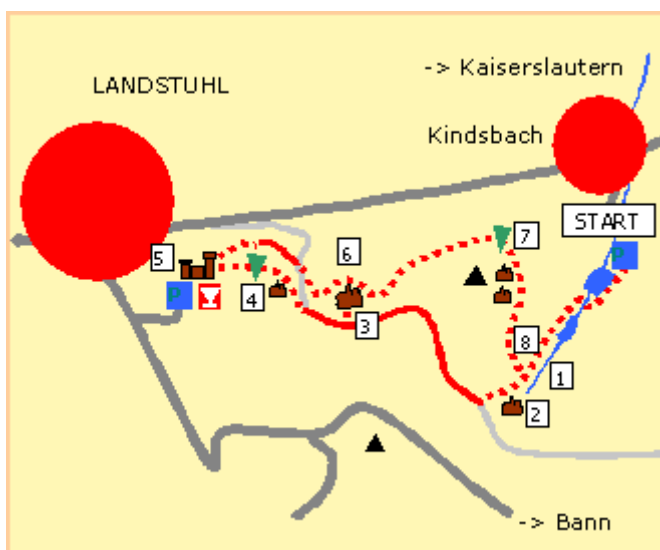 -> Kaiserslautern
LANDSTUHL
Kindsbach
START
P
7
6
5
P
4
3
8
1
2
-> Bann